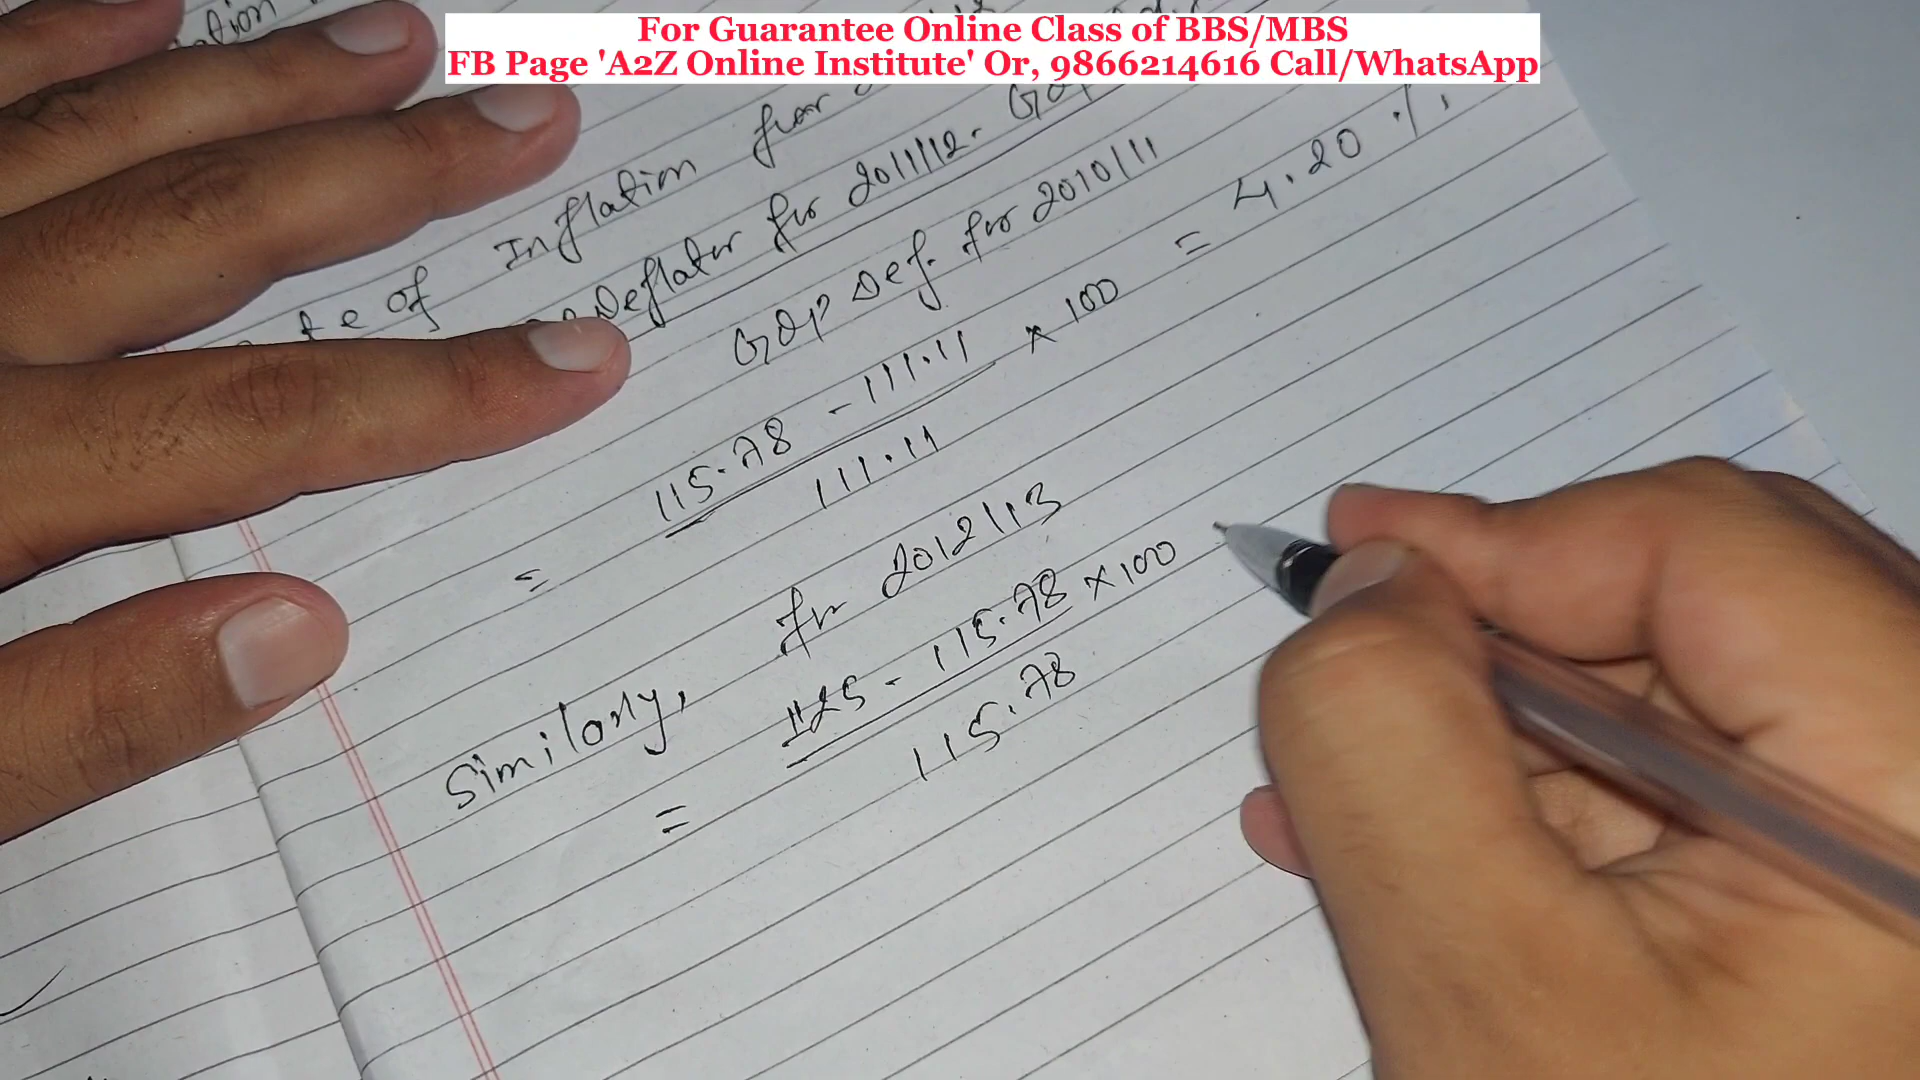 For Guarantee Online Class of BBS/MBS
FB Page 'A2Z Online Institute' Or, 9866214616 Call/WhatsApp
of Inflation for
Deflator for 2011/12 -
GDP Def. for 2010/11
= 115.78 - 111.11 × 100 = 4.20 %
111.11
Similarly, for 2012/13
= 125 - 115.78 × 100
115.78